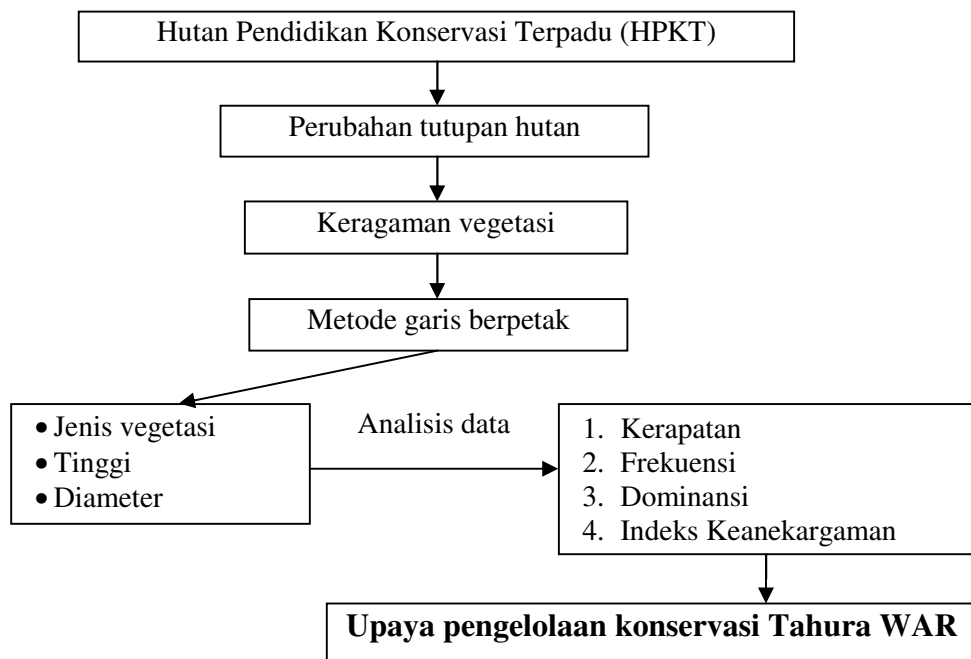 Hutan Pendidikan Konservasi Terpadu (HPKT)
Perubahan tutupan hutan
Keragaman vegetasi
Metode garis berpetak
• Jenis vegetasi
• Tinggi
• Diameter
Analisis data
1. Kerapatan
2. Frekuensi
3. Dominansi
4. Indeks Keanekargaman
Upaya pengelolaan konservasi Tahura WAR